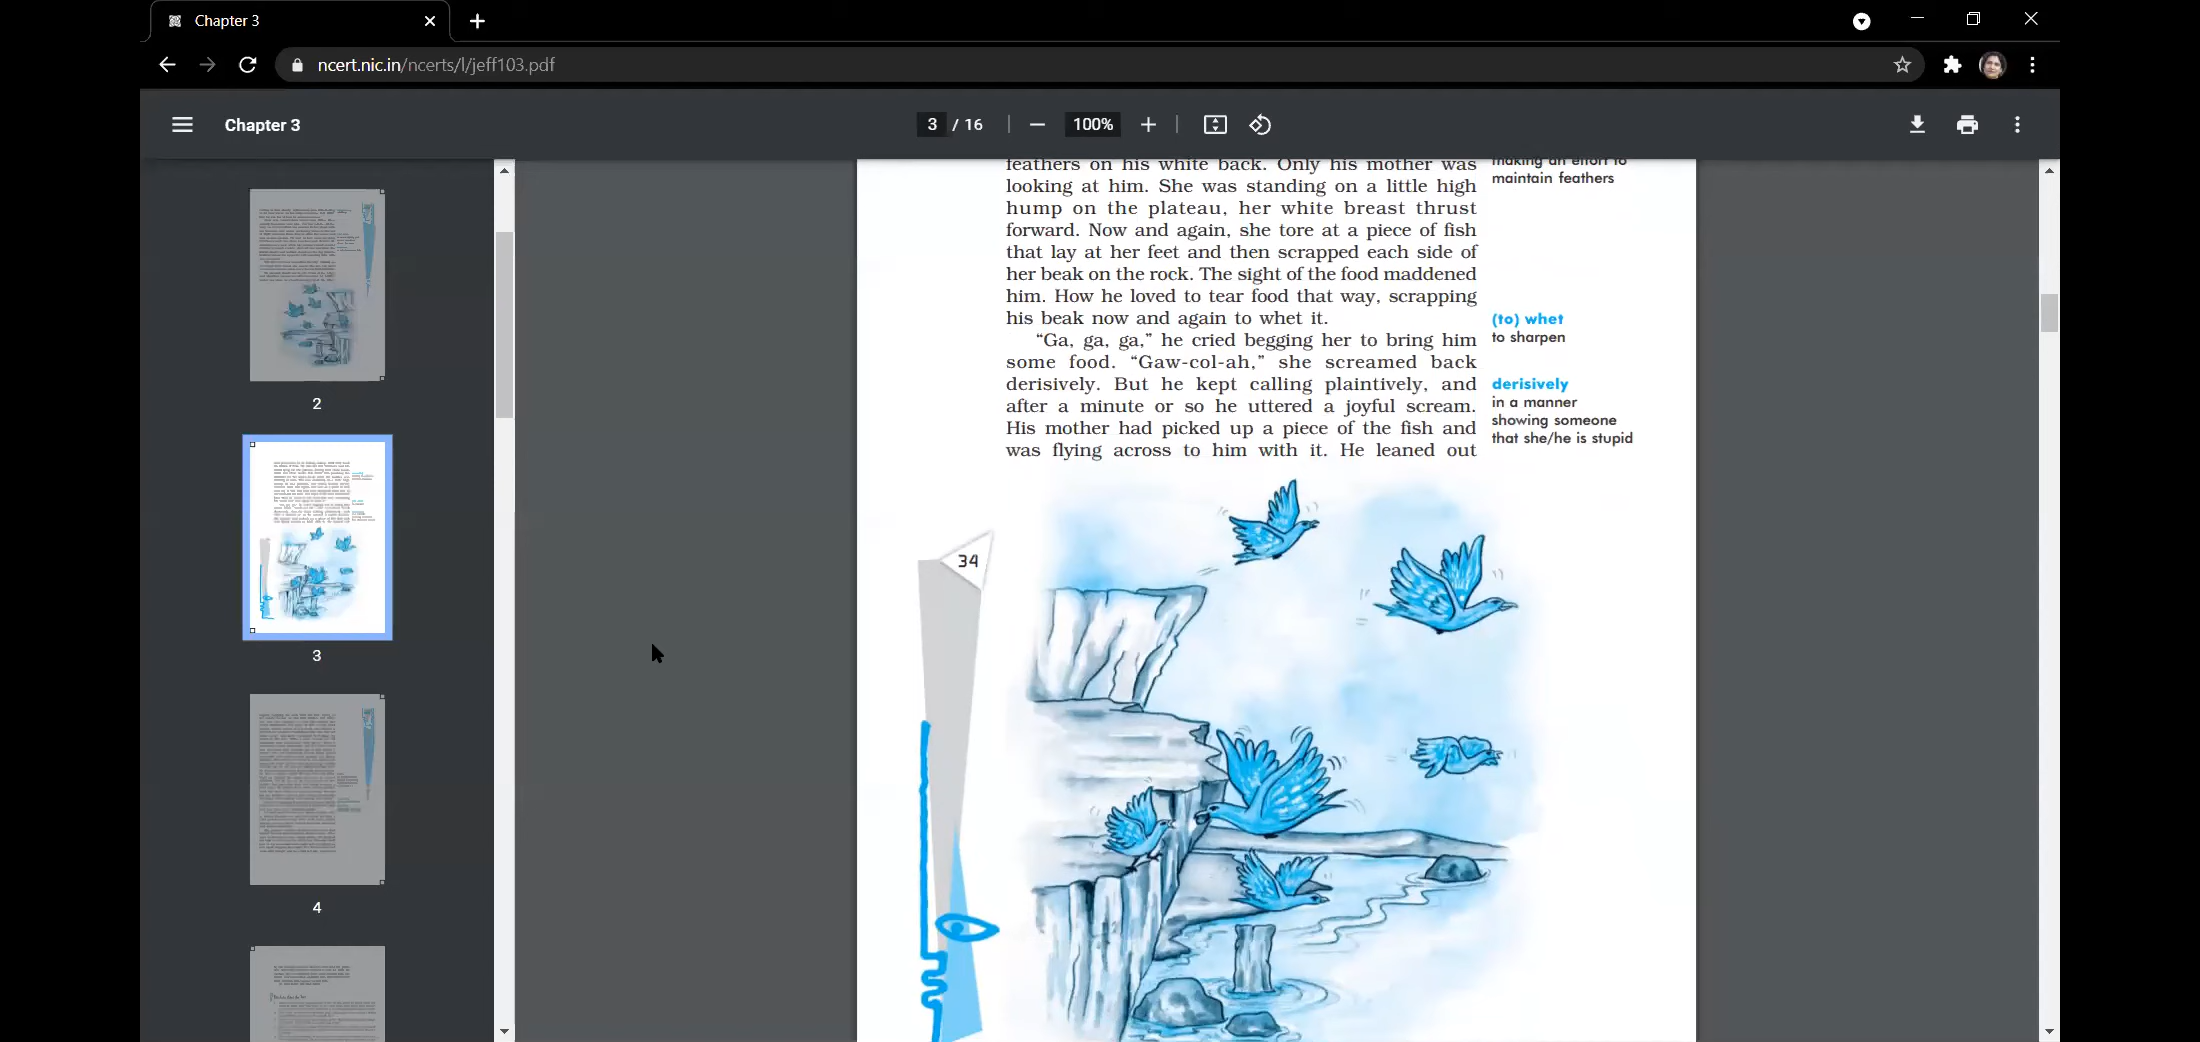 Chapter 3
ncert.nic.in/ncerts/l/jeff103.pdf
Chapter 3
3 / 16
100%
2
3
4
feathers on his white back. Only his mother was
looking at him. She was standing on a little high
hump on the plateau, her white breast thrust
forward. Now and again, she tore at a piece of fish
that lay at her feet and then scrapped each side of
her beak on the rock. The sight of the food maddened
him. How he loved to tear food that way, scrapping
his beak now and again to whet it.
“Ga, ga, ga,” he cried begging her to bring him
some food. “Gaw-col-ah,” she screamed back
derisively. But he kept calling plaintively, and
after a minute or so he uttered a joyful scream.
His mother had picked up a piece of the fish and
was flying across to him with it. He leaned out
making an effort to
maintain feathers
(to) whet
to sharpen
derisively
in a manner
showing someone
that she/he is stupid
34